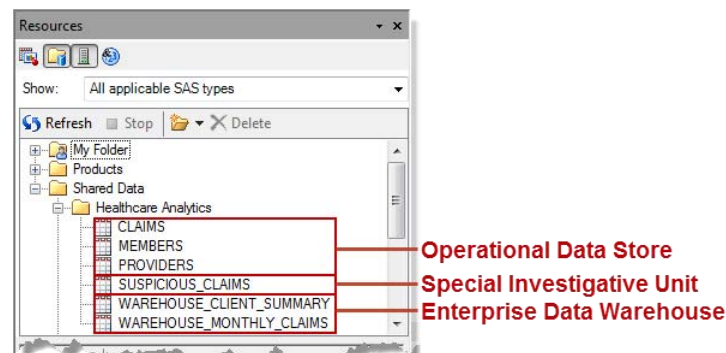 Resources
Show: All applicable SAS types
Refresh Stop Delete
My Folder
Products
Shared Data
Healthcare Analytics
CLAIMS
MEMBERS
PROVIDERS
Operational Data Store
SUSPICIOUS_CLAIMS
Special Investigative Unit
WAREHOUSE_CLIENT_SUMMARY
Enterprise Data Warehouse
WAREHOUSE_MONTHLY_CLAIMS